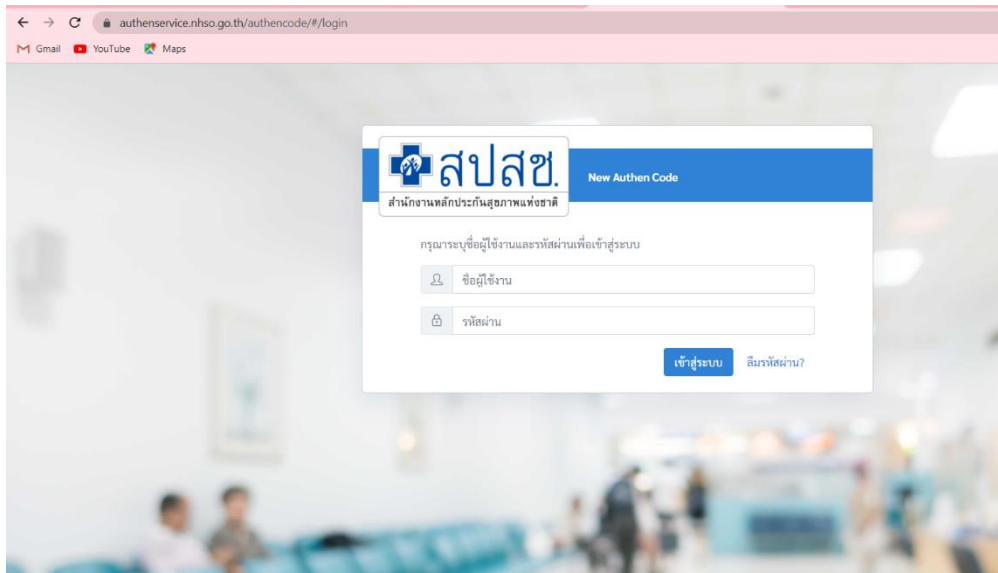 authenservice.nhso.go.th/authencode/#/login
Gmail YouTube Maps
สปสช.
สำนักงานหลักประกันสุขภาพแห่งชาติ
New Authen Code
กรุณาระบุชื่อผู้ใช้งานและรหัสผ่านเพื่อเข้าสู่ระบบ
ชื่อผู้ใช้งาน
รหัสผ่าน
เข้าสู่ระบบ ลืมรหัสผ่าน?